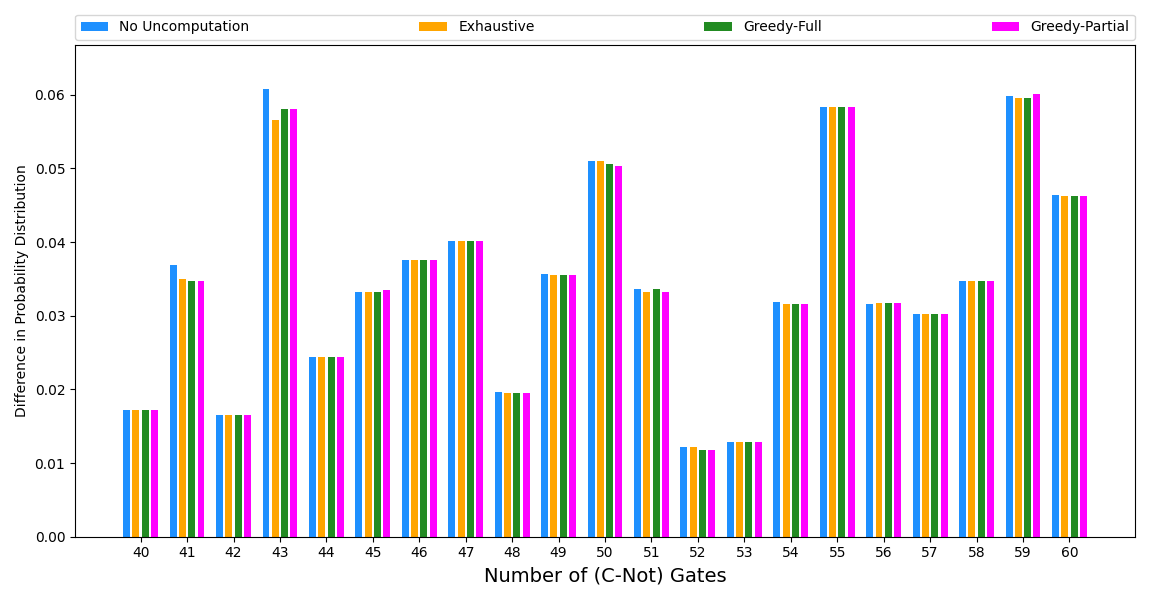 No Uncomputation Exhaustive Greedy-Full Greedy-Partial
0.06
0.05
0.04
0.03
0.02
0.01
0.00
Difference in Probability Distribution
40 41 42 43 44 45 46 47 48 49 50 51 52 53 54 55 56 57 58 59 60
Number of (C-Not) Gates